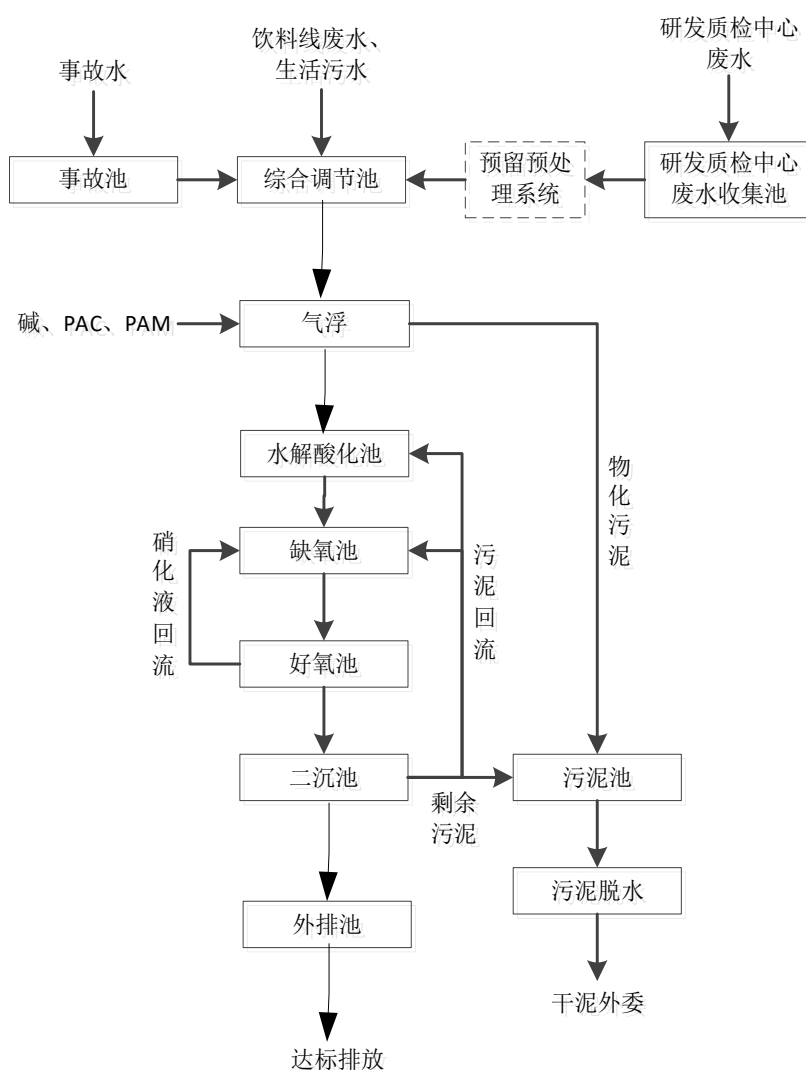 饮料线废水、
生活污水
研发质检中心
废水
事故水
事故池
综合调节池
预留预处
理系统
研发质检中心
废水收集池
碱、PAC、PAM
气浮
水解酸化池
物化污泥
缺氧池
硝化液回流
污泥回流
好氧池
二沉池
剩余
污泥
污泥池
污泥脱水
外排池
干泥外委
达标排放